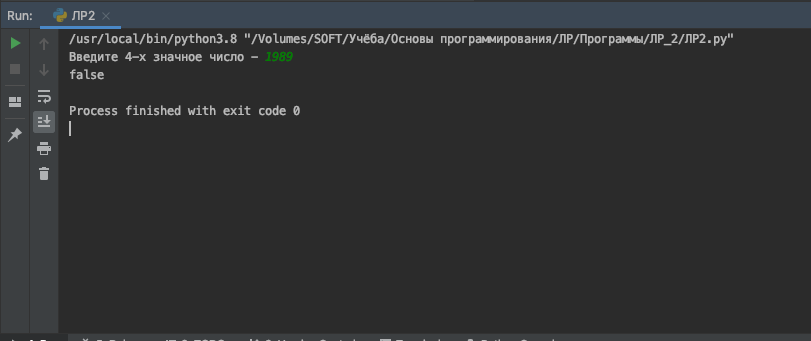 Run: ЛР2
/usr/local/bin/python3.8 "/Volumes/SOFT/Учёба/Основы программирования/ЛР/Программы/ЛР_2/ЛР2.py"
Введите 4-х значное число - 1989
false
Process finished with exit code 0